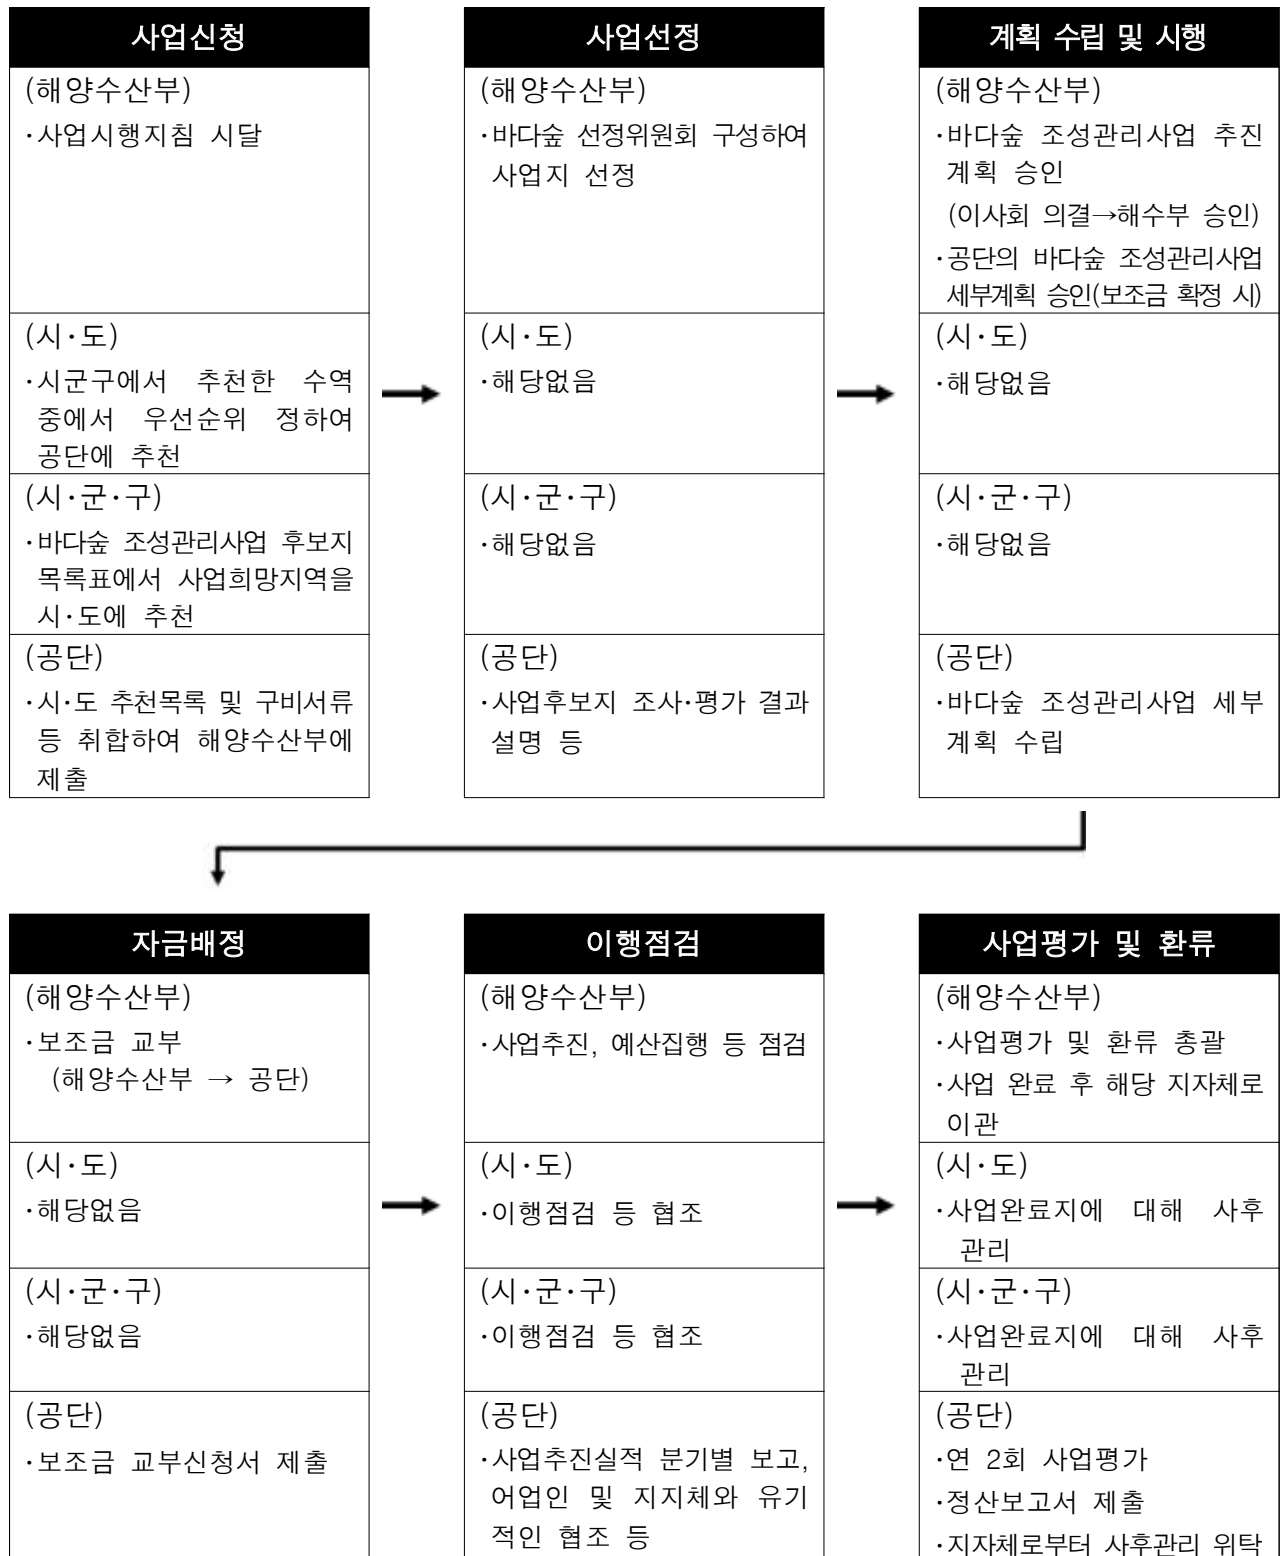 사업신청
(해양수산부)
·사업시행지침 시달
(시·도)
·시군구에서 추천한 수역
중에서 우선순위 정하여
공단에 추천
(시·군·구)
·바다숲 조성관리사업 후보지
목록표에서 사업희망지역을
시·도에 추천
(공단)
·시·도 추천목록 및 구비서류
등 취합하여 해양수산부에
제출
사업선정
(해양수산부)
·바다숲 선정위원회 구성하여
사업지 선정
(시·도)
·해당없음
(시·군·구)
·해당없음
(공단)
·사업후보지 조사·평가 결과
설명 등
계획 수립 및 시행
(해양수산부)
·바다숲 조성관리사업 추진
계획 승인
(이사회 의결→해수부 승인)
·공단의 바다숲 조성관리사업
세부계획 승인(보조금 확정 시)
(시·도)
·해당없음
(시·군·구)
·해당없음
(공단)
·바다숲 조성관리사업 세부
계획 수립
자금배정
(해양수산부)
·보조금 교부
(해양수산부 → 공단)
(시·도)
·해당없음
(시·군·구)
·해당없음
(공단)
·보조금 교부신청서 제출
이행점검
(해양수산부)
·사업추진, 예산집행 등 점검
(시·도)
·이행점검 등 협조
(시·군·구)
·이행점검 등 협조
(공단)
·사업추진실적 분기별 보고,
어업인 및 지지체와 유기
적인 협조 등
사업평가 및 환류
(해양수산부)
·사업평가 및 환류 총괄
·사업 완료 후 해당 지자체로
이관
(시·도)
·사업완료지에 대해 사후
관리
(시·군·구)
·사업완료지에 대해 사후
관리
(공단)
·연 2회 사업평가
·정산보고서 제출
·지자체로부터 사후관리 위탁